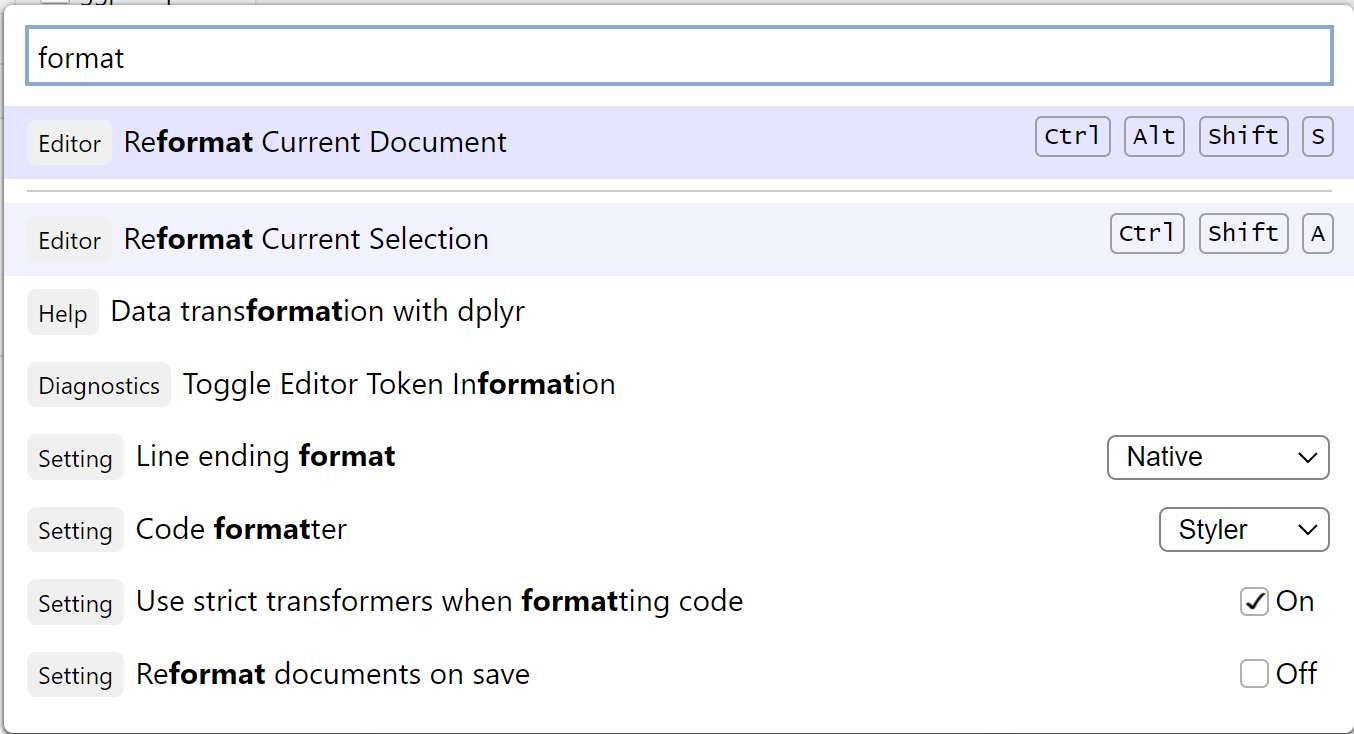 format
Editor Reformat Current Document Ctrl Alt Shift S
Editor Reformat Current Selection Ctrl Shift A
Help Data transformation with dplyr
Diagnostics Toggle Editor Token Information
Setting Line ending format Native
Setting Code formatter Styler
Setting Use strict transformers when formatting code On
Setting Reformat documents on save Off